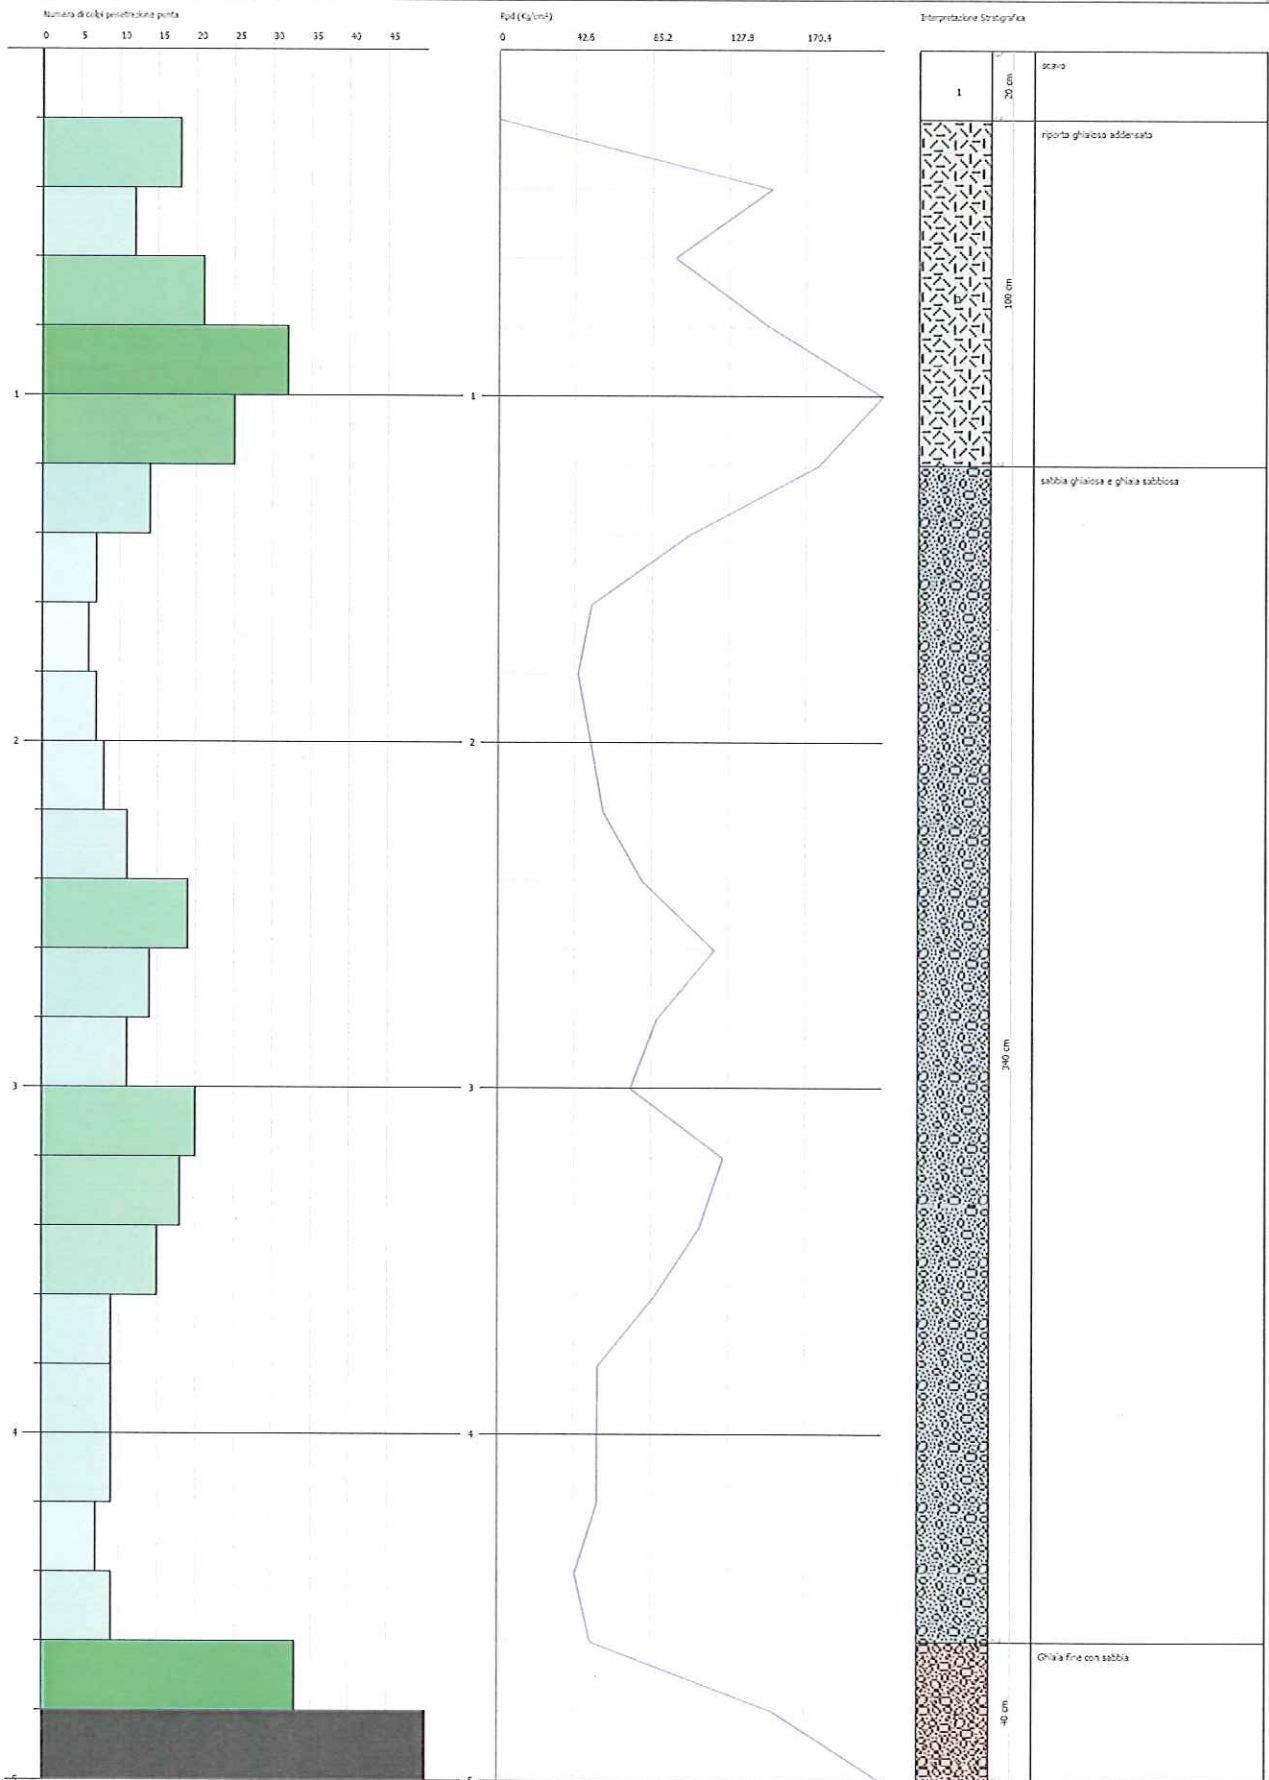 Numero di colpi penetrazione punta
0 5 10 15 20 25 30 35 40 45
Rpd (Kg/cm²)
0 42.6 85.2 127.8 170.4
Interpretazione Stratigrafica
1
20 cm
scavo
100 cm
riporto ghiaioso addensato
340 cm
sabbia ghiaiosa e ghiaia sabbiosa
40 cm
Ghiaia fine con sabbia
1
2
3
4
5
1
2
3
4
5